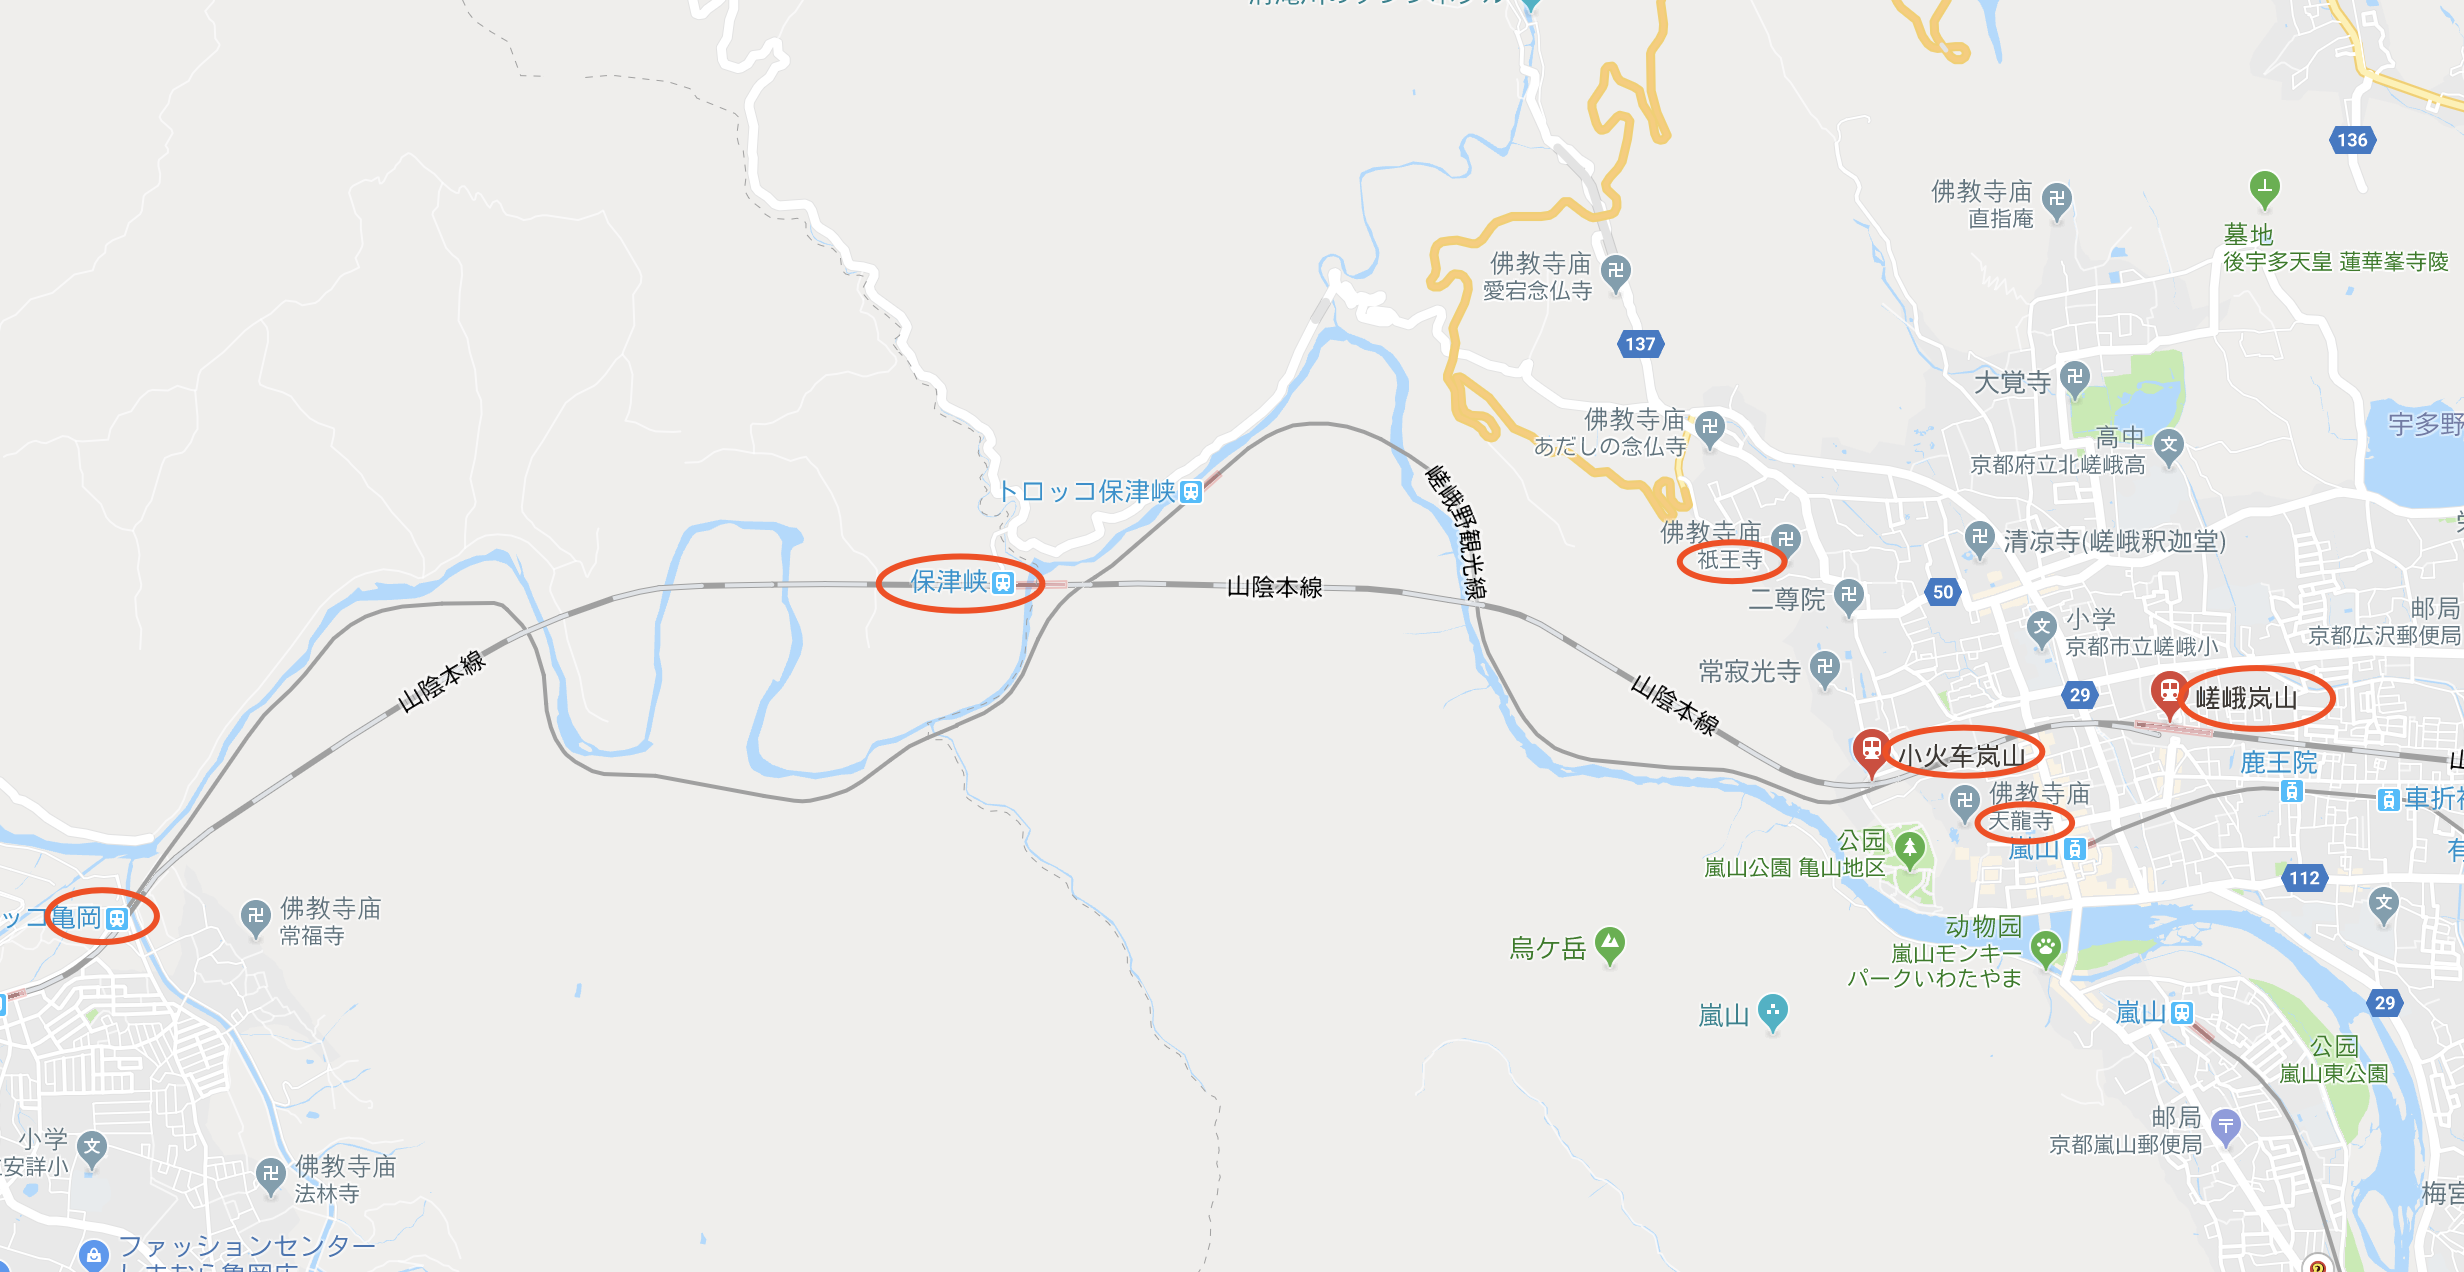 136
佛教寺庙
直指庵
墓地
後宇多天皇 蓮華峯寺陵
佛教寺庙
愛宕念仏寺
137
大覚寺
宇多野
佛教寺庙
あだしの念仏寺
高中
京都府立北嵯峨高
嵯峨野観光線
トロッコ保津峡
佛教寺庙
祇王寺
清凉寺(嵯峨釈迦堂)
保津峡
山陰本線
二尊院
50
小学
京都市立嵯峨小
邮局
京都広沢郵便局
山陰本線
常寂光寺
山陰本線
29
嵯峨岚山
小火车岚山
鹿王院
山
佛教寺庙
天龍寺
車折
嵐山
公园
嵐山公園 亀山地区
有
112
ッコ亀岡
佛教寺庙
常福寺
动物园
嵐山モンキー
パークいわたやま
烏ケ岳
嵐山
嵐山
29
公园
嵐山東公園
邮局
京都嵐山郵便局
小学
安詳小
佛教寺庙
法林寺
梅宮
ファッションセンター